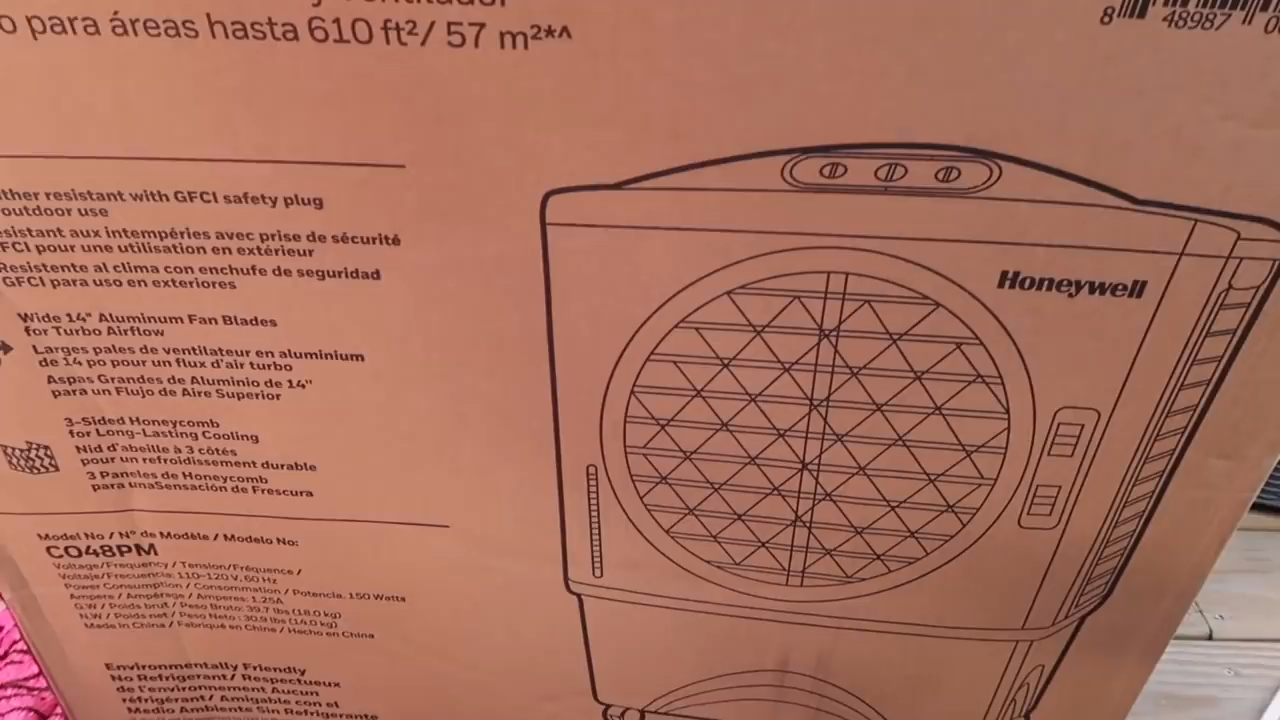 o para áreas hasta 610 ft²/ 57 m²*^
8 48987
ther resistant with GFCI safety plug
outdoor use
esistant aux intempéries avec prise de sécurité
FCI pour une utilisation en extérieur
Resistente al clima con enchufe de seguridad
GFCI para uso en exteriores
Wide 14" Aluminum Fan Blades
for Turbo Airflow
Larges pales de ventilateur en aluminium
de 14 po pour un flux d'air turbo
Aspas Grandes de Aluminio de 14"
para un Flujo de Aire Superior
3-Sided Honeycomb
for Long-Lasting Cooling
Nid d'abeille à 3 côtés
pour un refroidissement durable
3 Paneles de Honeycomb
para unaSensación de Frescura
Model No / N° de Modèle / Modelo No:
CO48PM
Voltage/Frequency / Tension/Fréquence /
Voltaje/Frecuencia: 110~120 V, 60 Hz
Power Consumption / Consommation / Potencia: 150 Watts
Ampere / Ampérage / Amperes: 1.25A
G.W / Poids brut / Peso Bruto: 39.7 lbs (18.0 kg)
N.W / Poids net / Peso Neto : 30.9 lbs (14.0 kg)
Made in China / Fabriqué en Chine / Hecho en China
Environmentally Friendly
No Refrigerant / Respectueux
de l'environnement Aucun
réfrigérant / Amigable con el
Medio Ambiente Sin Refrigerante
Honeywell